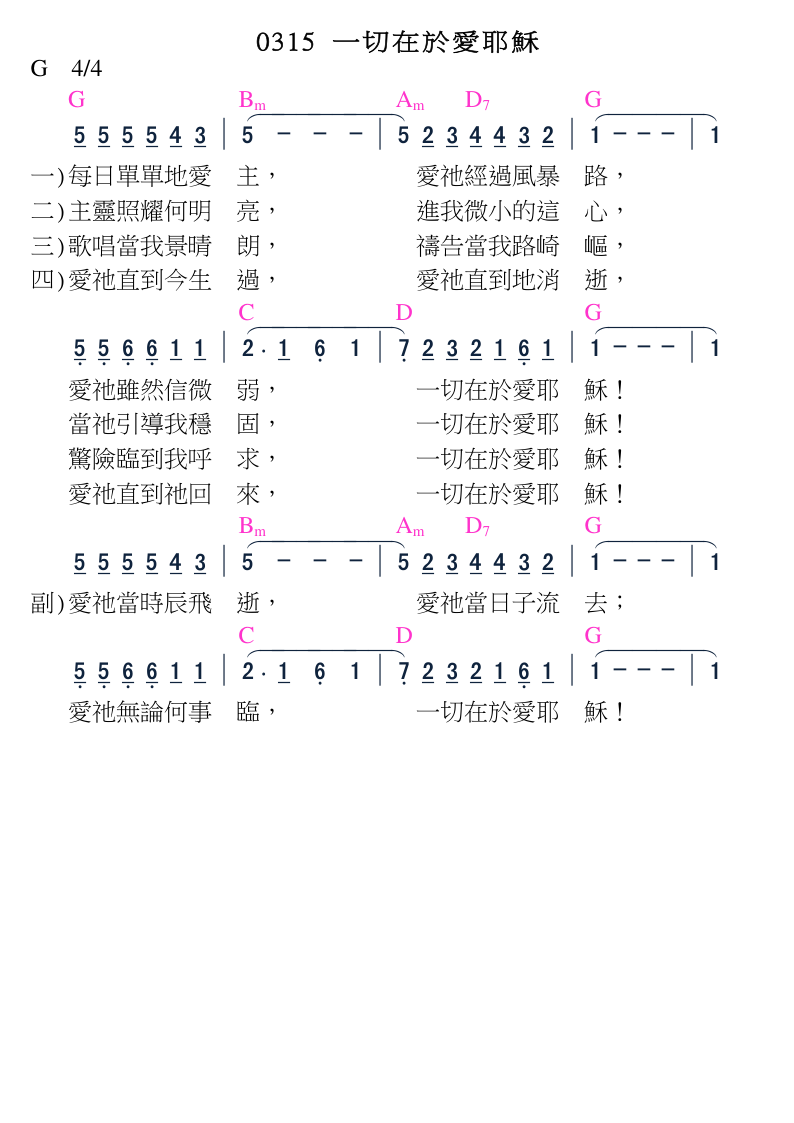 0315 一切在於愛耶穌
G 4/4
G Bm Am D7 G
5 5 5 5 4 3 | 5 － － － | 5 2 3 4 4 3 2 | 1 － － － | 1
一)每日單單地愛 主， 愛祂經過風暴 路，
二)主靈照耀何明 亮， 進我微小的這 心，
三)歌唱當我景晴 朗， 禱告當我路崎 嶇，
四)愛祂直到今生 過， 愛祂直到地消 逝，
C D G
5 5 6 6 1 1 | 2 · 1 6 1 | 7 2 3 2 1 6 1 | 1 － － － | 1
愛祂雖然信微 弱， 一切在於愛耶 穌！
當祂引導我穩 固， 一切在於愛耶 穌！
驚險臨到我呼 求， 一切在於愛耶 穌！
愛祂直到祂回 來， 一切在於愛耶 穌！
Bm Am D7 G
5 5 5 5 4 3 | 5 － － － | 5 2 3 4 4 3 2 | 1 － － － | 1
副)愛祂當時辰飛 逝， 愛祂當日子流 去；
C D G
5 5 6 6 1 1 | 2 · 1 6 1 | 7 2 3 2 1 6 1 | 1 － － － | 1
愛祂無論何事 臨， 一切在於愛耶 穌！